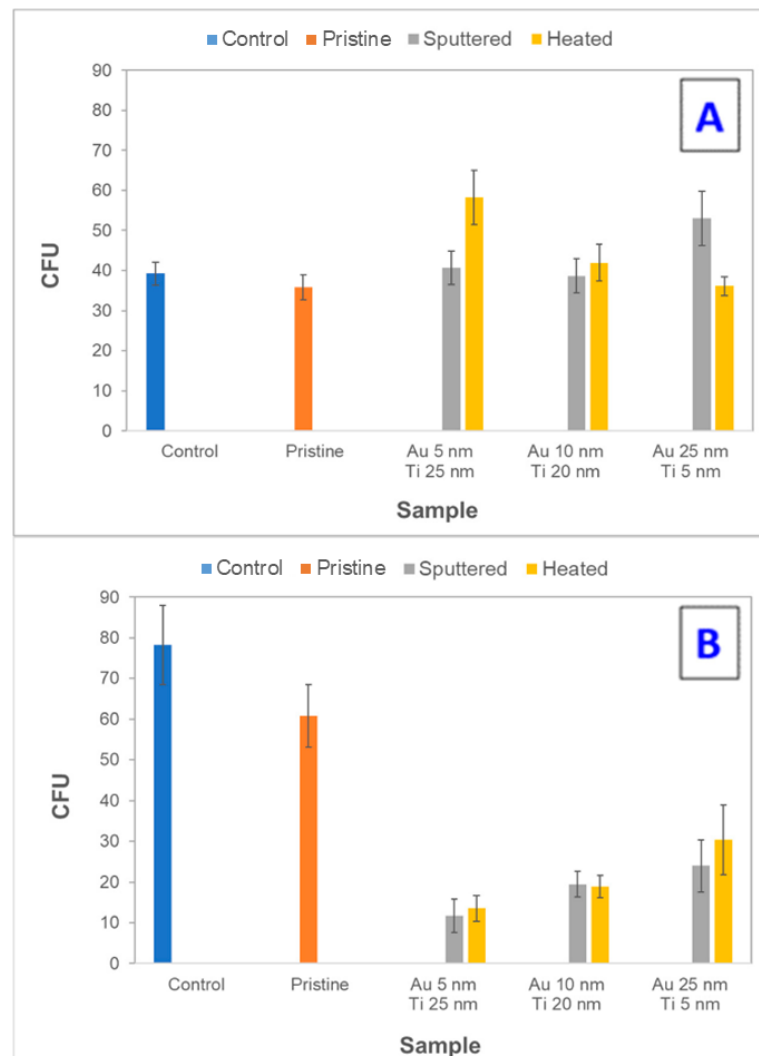 Control Pristine Sputtered Heated
90
80
70
60
50
40
30
20
10
0
CFU
A
Control Pristine Au 5 nm Au 10 nm Au 25 nm
Ti 25 nm Ti 20 nm Ti 5 nm
Sample
Control Pristine Sputtered Heated
90
80
70
60
50
40
30
20
10
0
CFU
B
Control Pristine Au 5 nm Au 10 nm Au 25 nm
Ti 25 nm Ti 20 nm Ti 5 nm
Sample